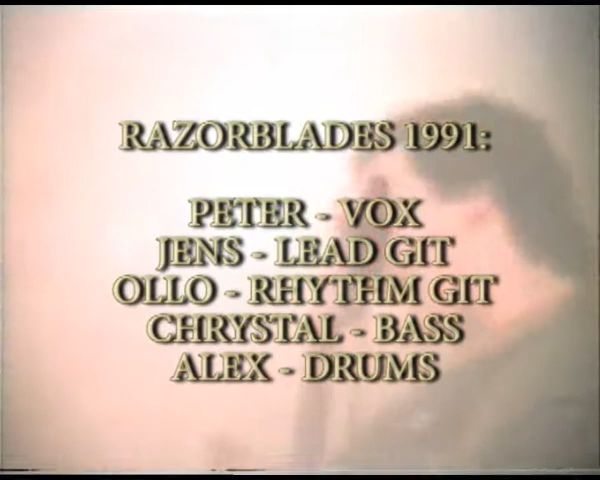 RAZORBLADES 1991:
PETER - VOX
JENS - LEAD GIT
OLLO - RHYTHM GIT
CHRYSTAL - BASS
ALEX - DRUMS